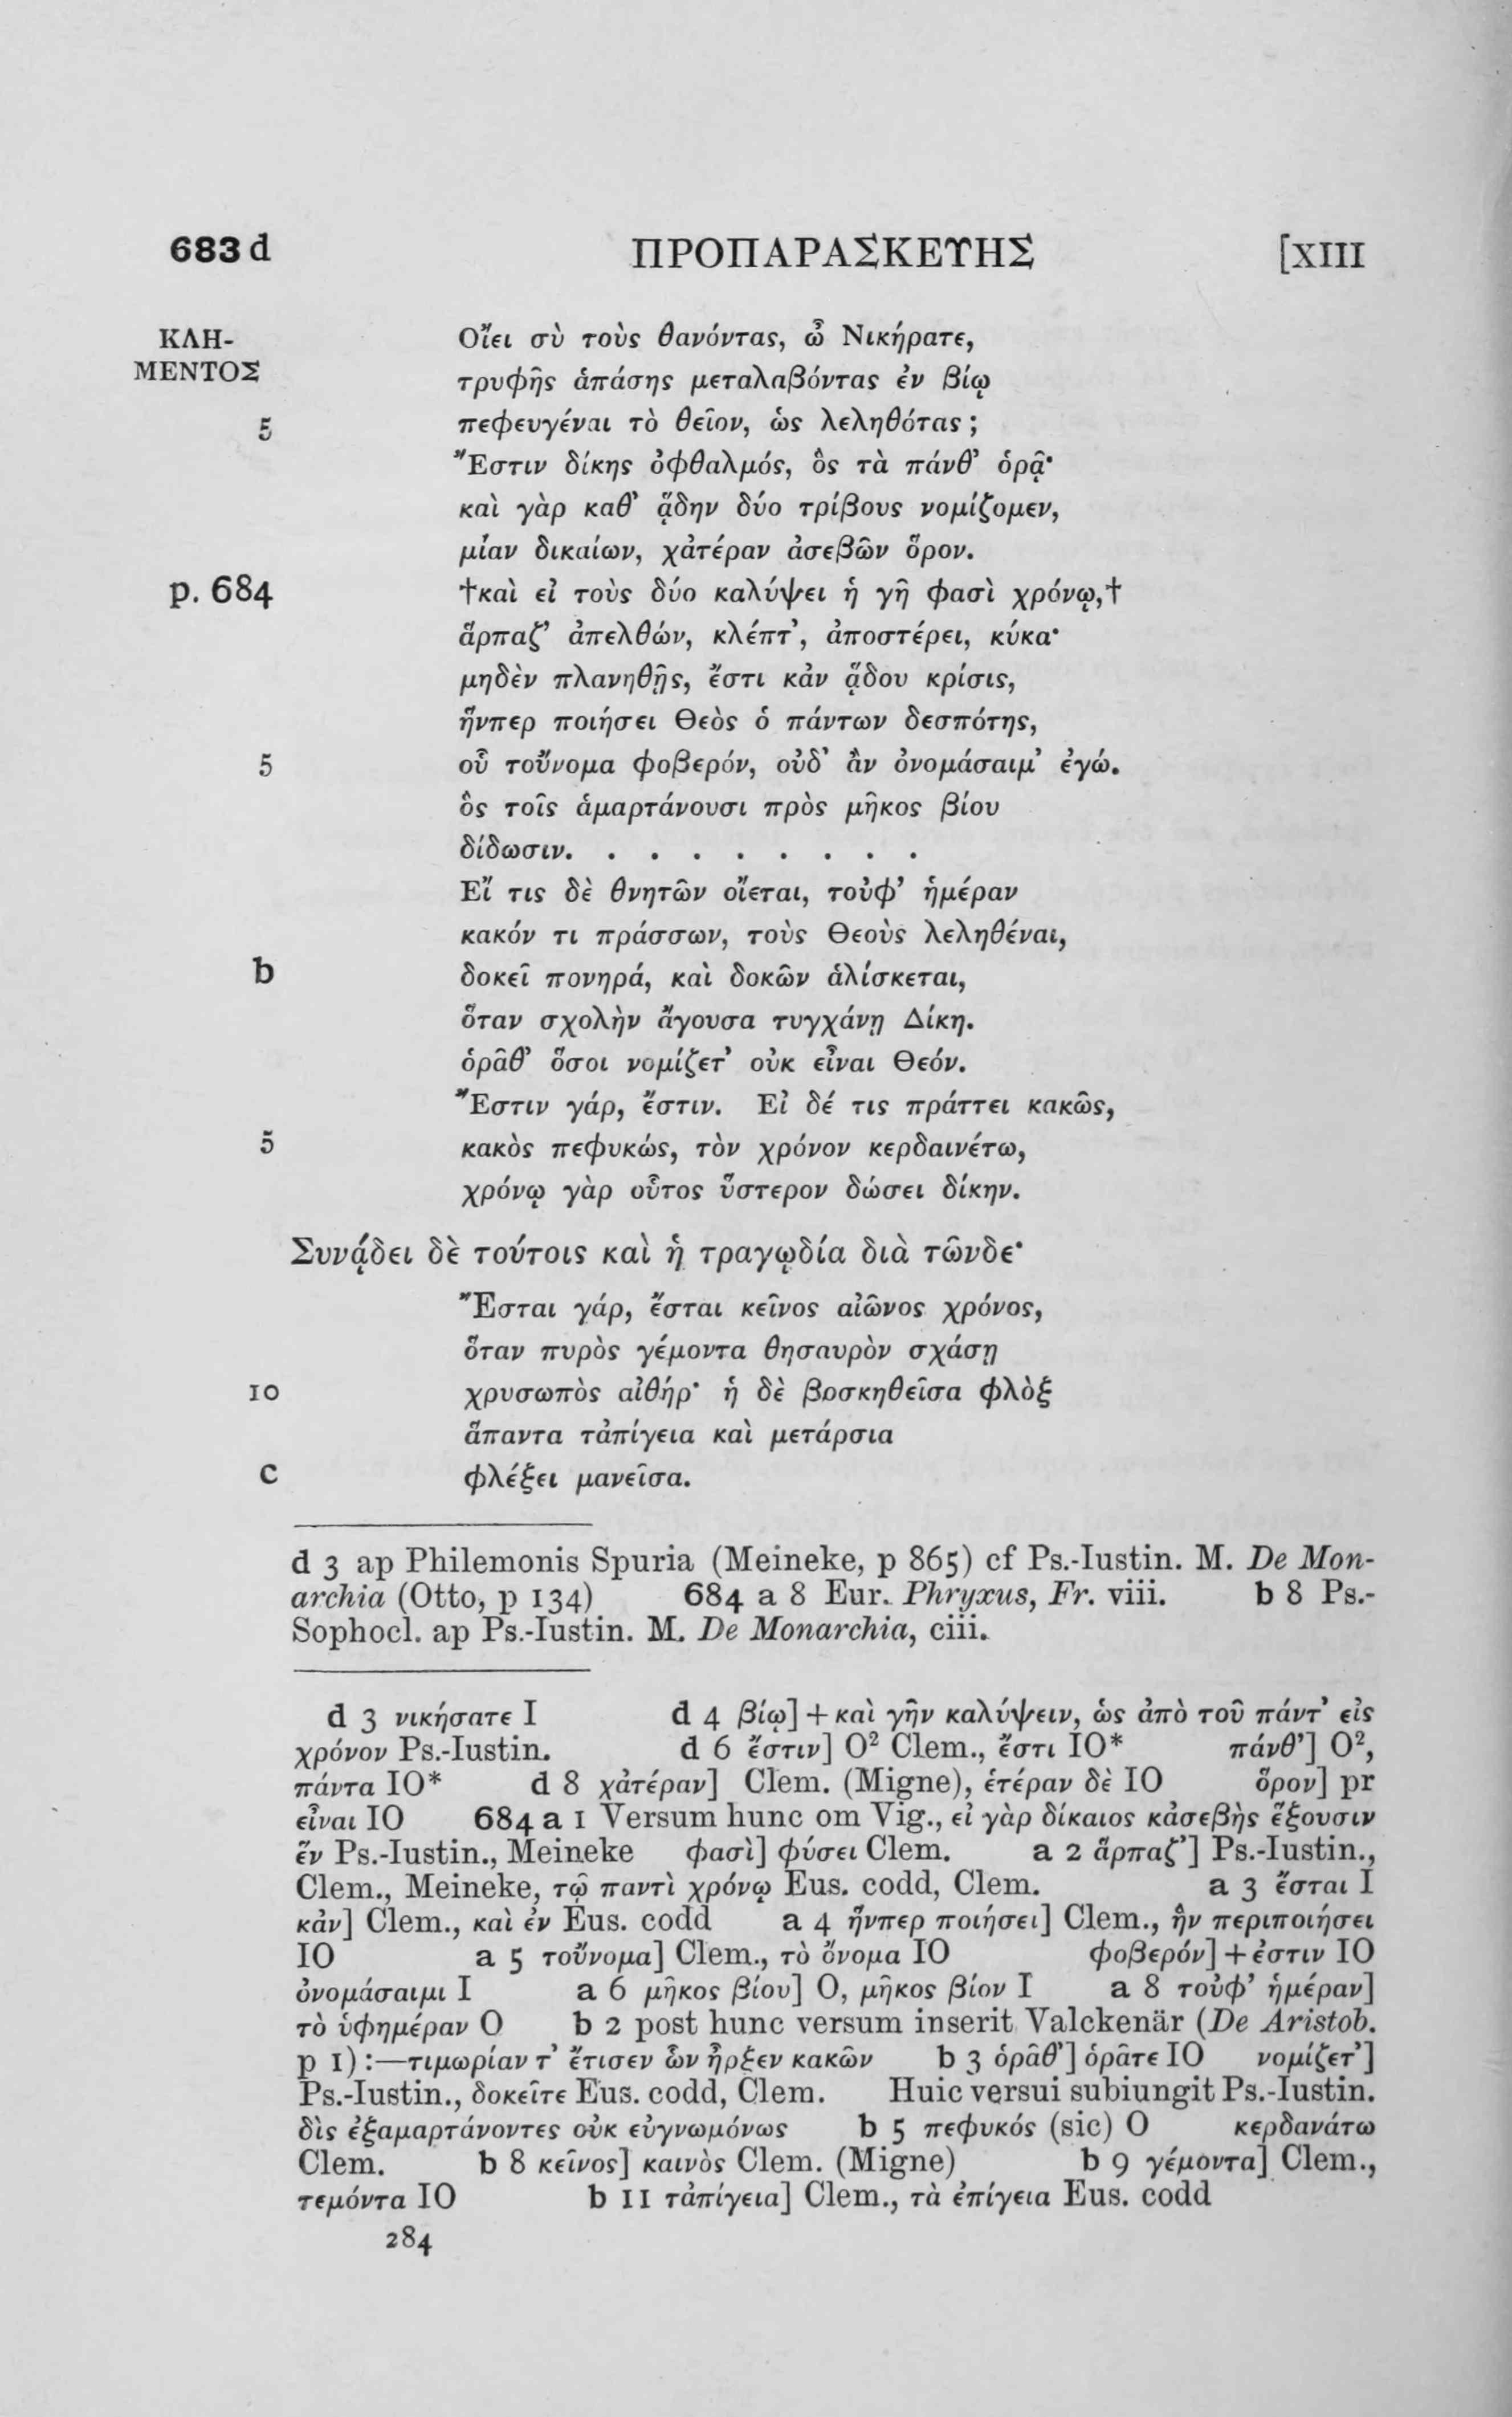 683 d ΠΡΟΠΑΡΑΣΚΕΥΗΣ [XIII
ΚΛΗ- Οἴει σὺ τοὺς θανόντας, ὦ Νικήρατε,
ΜΕΝΤΟΣ τρυφῆς ἁπάσης μεταλαβόντας ἐν βίῳ
5 πεφευγέναι τὸ θεῖον, ὡς λεληθότας ;
Ἔστιν δίκης ὀφθαλμός, ὃς τὰ πάνθ’ ὁρᾷ·
καὶ γὰρ καθ’ ᾅδην δύο τρίβους νομίζομεν,
μίαν δικαίων, χἀτέραν ἀσεβῶν ὅρον.
p. 684 †καὶ εἰ τοὺς δύο καλύψει ἡ γῆ φασὶ χρόνῳ,†
ἅρπαζ’ ἀπελθών, κλέπτ’, ἀποστέρει, κύκα·
μηδὲν πλανηθῇς, ἔστι κἀν ᾅδου κρίσις,
ἥνπερ ποιήσει Θεὸς ὁ πάντων δεσπότης,
5 οὗ τοὔνομα φοβερόν, οὐδ’ ἂν ὀνομάσαιμ’ ἐγώ.
ὃς τοῖς ἁμαρτάνουσι πρὸς μῆκος βίου
δίδωσιν. . . . . . . . .
Εἴ τις δὲ θνητῶν οἴεται, τοὐφ’ ἡμέραν
κακόν τι πράσσων, τοὺς Θεοὺς λεληθέναι,
b δοκεῖ πονηρά, καὶ δοκῶν ἁλίσκεται,
ὅταν σχολὴν ἄγουσα τυγχάνῃ Δίκη.
ὁρᾶθ’ ὅσοι νομίζετ’ οὐκ εἶναι Θεόν.
Ἔστιν γάρ, ἔστιν. Εἰ δέ τις πράττει κακῶς,
5 κακὸς πεφυκώς, τὸν χρόνον κερδαινέτω,
χρόνῳ γὰρ οὗτος ὕστερον δώσει δίκην.
Συνᾴδει δὲ τούτοις καὶ ἡ τραγῳδία διὰ τῶνδε·
Ἔσται γάρ, ἔσται κεῖνος αἰῶνος χρόνος,
ὅταν πυρὸς γέμοντα θησαυρὸν σχάσῃ
10 χρυσωπὸς αἰθήρ· ἡ δὲ βοσκηθεῖσα φλὸξ
ἅπαντα τἀπίγεια καὶ μετάρσια
c φλέξει μανεῖσα.
d 3 ap Philemonis Spuria (Meineke, p 865) cf Ps.-Iustin. M. De Mon-
archia (Otto, p 134) 684 a 8 Eur. Phryxus, Fr. viii. b 8 Ps.-
Sophocl. ap Ps.-Iustin. M. De Monarchia, ciii.
d 3 νικήσατε I d 4 βίῳ] + καὶ γῆν καλύψειν, ὡς ἀπὸ τοῦ πάντ’ εἰς
χρόνον Ps.-Iustin. d 6 ἔστιν] O² Clem., ἔστι IO* πάνθ’] O²,
πάντα IO* d 8 χἀτέραν] Clem. (Migne), ἑτέραν δὲ IO ὅρον] pr
εἶναι IO 684 a 1 Versum hunc om Vig., εἰ γὰρ δίκαιος κἀσεβὴς ἕξουσιν
ἕν Ps.-Iustin., Meineke φασὶ] φύσει Clem. a 2 ἅρπαζ’] Ps.-Iustin.,
Clem., Meineke, τῷ παντὶ χρόνῳ Eus. codd, Clem. a 3 ἔσται I
κἀν] Clem., καὶ ἐν Eus. codd a 4 ἥνπερ ποιήσει] Clem., ἣν περιποιήσει
IO a 5 τοὔνομα] Clem., τὸ ὄνομα IO φοβερόν] + ἐστιν IO
ὀνομάσαιμι I a 6 μῆκος βίου] O, μῆκος βίον I a 8 τοὐφ’ ἡμέραν]
τὸ ὑφημέραν O b 2 post hunc versum inserit Valckenär (De Aristob.
p 1) :—τιμωρίαν τ’ ἔτισεν ὧν ἦρξεν κακῶν b 3 ὁρᾶθ’] ὁρᾶτε IO νομίζετ’]
Ps.-Iustin., δοκεῖτε Eus. codd, Clem. Huic versui subiungit Ps.-Iustin.
δὶς ἐξαμαρτάνοντες οὐκ εὐγνωμόνως b 5 πεφυκός (sic) O κερδανάτω
Clem. b 8 κεῖνος] καινὸς Clem. (Migne) b 9 γέμοντα] Clem.,
τεμόντα IO b 11 τἀπίγεια] Clem., τὰ ἐπίγεια Eus. codd
284